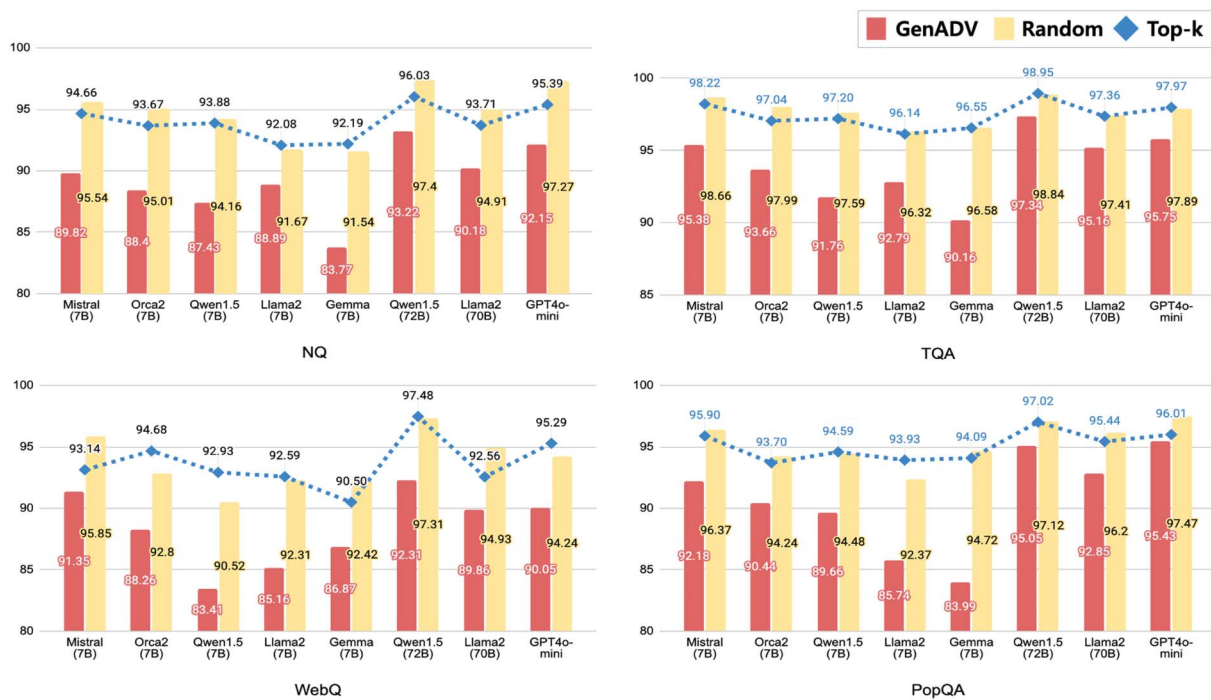 GenADV Random Top-k
100
95
90
85
80
94.66 93.67 93.88 92.08 92.19 96.03 93.71 95.39
95.54 95.01 94.16 91.67 91.54 97.4 94.91 97.27
89.82 88.4 87.43 88.89 83.77 93.22 90.18 92.15
Mistral Orca2 Qwen1.5 Llama2 Gemma Qwen1.5 Llama2 GPT4o-
(7B) (7B) (7B) (7B) (7B) (72B) (70B) mini
NQ
100
95
90
85
98.22 97.04 97.20 96.14 96.55 98.95 97.36 97.97
98.66 97.99 97.59 96.32 96.58 98.84 97.41 97.89
95.38 93.66 91.76 92.79 90.16 97.34 95.16 95.75
Mistral Orca2 Qwen1.5 Llama2 Gemma Qwen1.5 Llama2 GPT4o-
(7B) (7B) (7B) (7B) (7B) (72B) (70B) mini
TQA
100
95
90
85
80
93.14 94.68 92.93 92.59 90.50 97.48 92.56 95.29
95.85 92.8 90.52 92.31 92.42 97.31 94.93 94.24
91.35 88.26 83.41 85.16 86.87 92.31 89.86 90.05
Mistral Orca2 Qwen1.5 Llama2 Gemma Qwen1.5 Llama2 GPT4o-
(7B) (7B) (7B) (7B) (7B) (72B) (70B) mini
WebQ
100
95
90
85
80
95.90 93.70 94.59 93.93 94.09 97.02 95.44 96.01
96.37 94.24 94.48 92.37 94.72 97.12 96.2 97.47
92.18 90.44 89.66 85.74 83.99 95.05 92.85 95.43
Mistral Orca2 Qwen1.5 Llama2 Gemma Qwen1.5 Llama2 GPT4o-
(7B) (7B) (7B) (7B) (7B) (72B) (70B) mini
PopQA